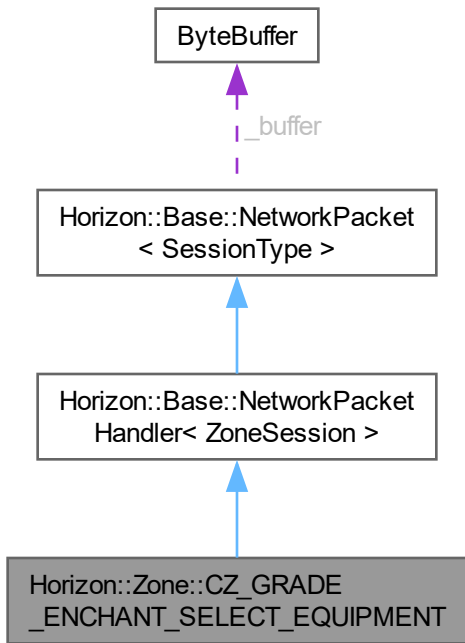 ByteBuffer
_buffer
Horizon::Base::NetworkPacket
< SessionType >
Horizon::Base::NetworkPacket
Handler< ZoneSession >
Horizon::Zone::CZ_GRADE
_ENCHANT_SELECT_EQUIPMENT